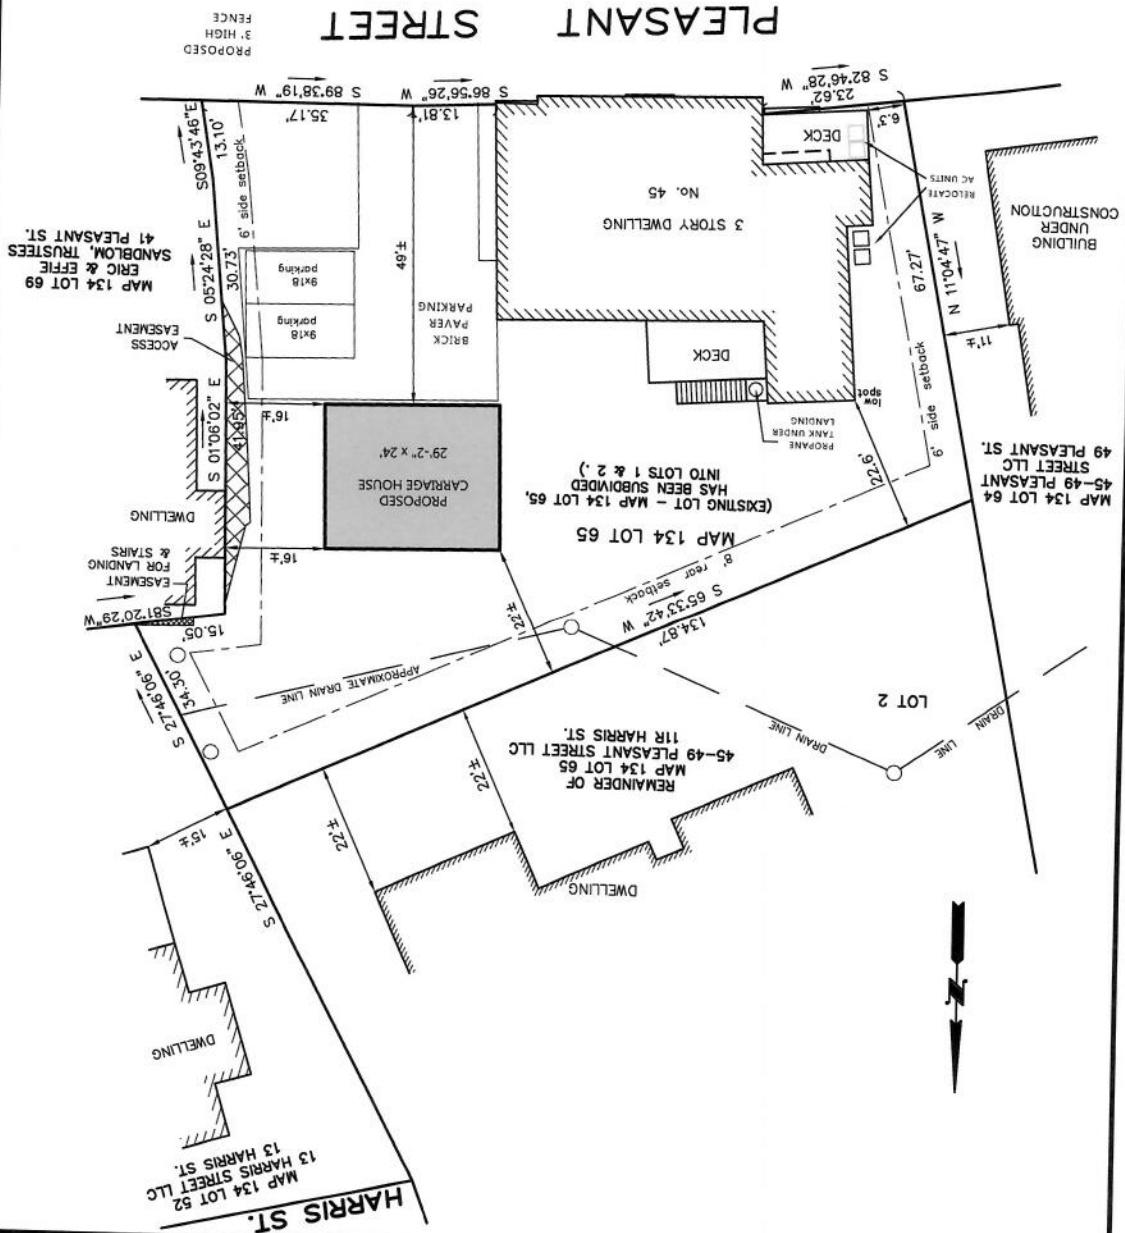 HARRIS ST.
MAP 134 LOT 52
13 HARRIS STREET LLC
13 HARRIS ST.
DWELLING
S 27°46'06" E
15'±
DWELLING
22'±
22'±
REMAINDER OF
MAP 134 LOT 65
45-49 PLEASANT STREET LLC
11R HARRIS ST.
DRAIN LINE
DRAIN LINE
LOT 2
N
S 27°46'06" E
34.30'
APPROXIMATE DRAIN LINE
134.87'
S 65°33'42" W
8' rear setback
15.05'
S81°20'29"W
EASEMENT
FOR LANDING
& STAIRS
DWELLING
16'±
22'±
MAP 134 LOT 65
(EXISTING LOT - MAP 134 LOT 65,
HAS BEEN SUBDIVIDED
INTO LOTS 1 & 2.)
PROPOSED
CARRIAGE HOUSE
29'-2" x 24'
16'±
S 01°06'02" E
41.95'
22.6'
6' side setback
MAP 134 LOT 64
45-49 PLEASANT
STREET LLC
49 PLEASANT ST.
PROPANE
TANK UNDER
LANDING
low
spot
DECK
ACCESS
EASEMENT
9x18
parking
9x18
parking
BRICK
PAVER
PARKING
49'±
11'±
MAP 134 LOT 69
ERIC & EFFIE
SANDBLOM, TRUSTEES
41 PLEASANT ST.
S 05°24'28" E
30.73'
6' side setback
3 STORY DWELLING
No. 45
67.27'
N 11°04'47" W
RELOCATE
AC UNITS
BUILDING
UNDER
CONSTRUCTION
S09°43'46"E
13.10'
DECK
6.3'
35.17'
S 89°38'19" W
13.81'
S 86°56'26" W
23.62'
S 82°46'28" W
PROPOSED
3' HIGH
FENCE
PLEASANT STREET